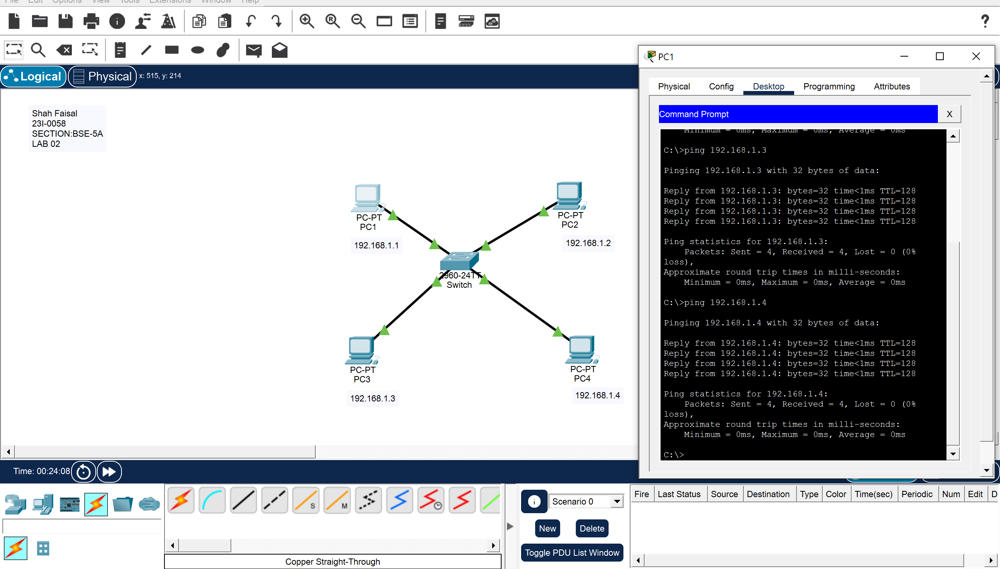 File Edit Options View Tools Extensions Window Help
Logical Physical x: 515, y: 214
Shah Faisal
23I-0058
SECTION:BSE-5A
LAB 02
PC-PT
PC1
192.168.1.1
PC-PT
PC2
192.168.1.2
2960-24TT
Switch
PC-PT
PC3
192.168.1.3
PC-PT
PC4
192.168.1.4
PC1
Physical Config Desktop Programming Attributes
Command Prompt X
Minimum = 0ms, Maximum = 0ms, Average = 0ms
C:\>ping 192.168.1.3
Pinging 192.168.1.3 with 32 bytes of data:
Reply from 192.168.1.3: bytes=32 time<1ms TTL=128
Reply from 192.168.1.3: bytes=32 time<1ms TTL=128
Reply from 192.168.1.3: bytes=32 time<1ms TTL=128
Reply from 192.168.1.3: bytes=32 time<1ms TTL=128
Ping statistics for 192.168.1.3:
Packets: Sent = 4, Received = 4, Lost = 0 (0%
loss),
Approximate round trip times in milli-seconds:
Minimum = 0ms, Maximum = 0ms, Average = 0ms
C:\>ping 192.168.1.4
Pinging 192.168.1.4 with 32 bytes of data:
Reply from 192.168.1.4: bytes=32 time<1ms TTL=128
Reply from 192.168.1.4: bytes=32 time<1ms TTL=128
Reply from 192.168.1.4: bytes=32 time<1ms TTL=128
Reply from 192.168.1.4: bytes=32 time<1ms TTL=128
Ping statistics for 192.168.1.4:
Packets: Sent = 4, Received = 4, Lost = 0 (0%
loss),
Approximate round trip times in milli-seconds:
Minimum = 0ms, Maximum = 0ms, Average = 0ms
C:\>
Time: 00:24:08
S M
Copper Straight-Through
Scenario 0
New Delete
Toggle PDU List Window
Fire Last Status Source Destination Type Color Time(sec) Periodic Num Edit D